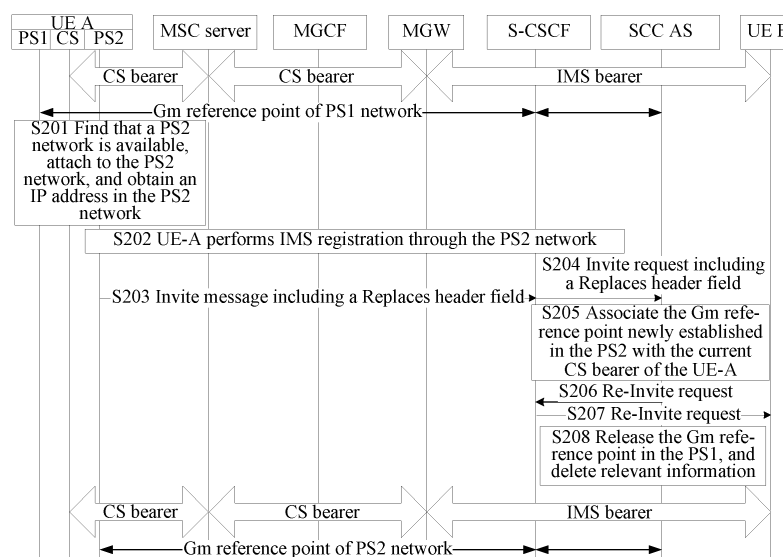 UE A
PS1 CS PS2
MSC server
MGCF
MGW
S-CSCF
SCC AS
UE
CS bearer
CS bearer
IMS bearer
Gm reference point of PS1 network
S201 Find that a PS2
network is available,
attach to the PS2
network, and obtain an
IP address in the PS2
network
S202 UE-A performs IMS registration through the PS2 network
S204 Invite request including
a Replaces header field
S203 Invite message including a Replaces header field
S205 Associate the Gm refe-
rence point newly established
in the PS2 with the current
CS bearer of the UE-A
S206 Re-Invite request
S207 Re-Invite request
S208 Release the Gm refe-
rence point in the PS1, and
delete relevant information
CS bearer
CS bearer
IMS bearer
Gm reference point of PS2 network